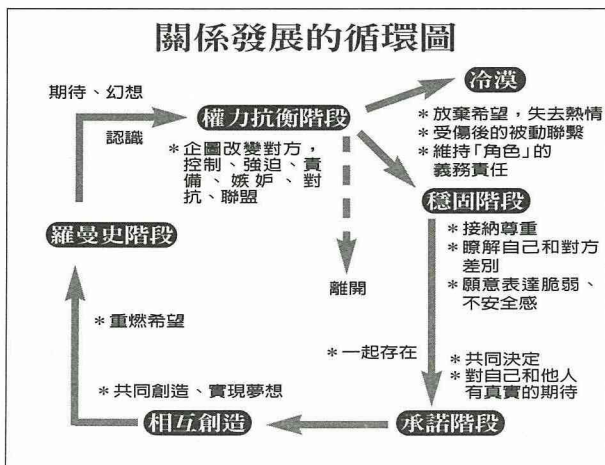 關係發展的循環圖
期待、幻想
認識
權力抗衡階段
*企圖改變對方，
控制、強迫、責
備、嫉妒、對
抗、聯盟
冷漠
*放棄希望，失去熱情
*受傷後的被動聯繫
*維持「角色」的
義務責任
穩固階段
*接納尊重
*瞭解自己和對方
差別
*願意表達脆弱、
不安全感
離開
羅曼史階段
*重燃希望
*一起存在
*共同決定
*對自己和他人
有真實的期待
*共同創造、實現夢想
相互創造
承諾階段